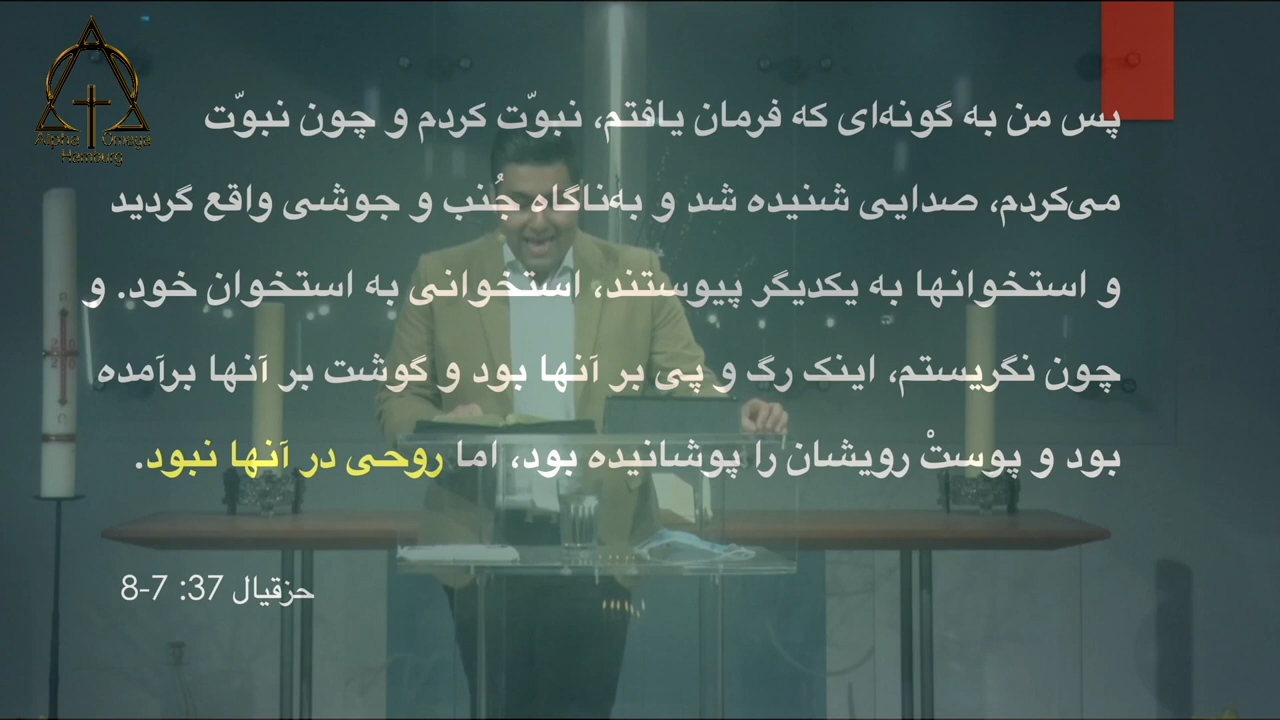 Alpha Omega
Hamburg
پس من به گونه‌ای که فرمان یافتم، نبوّت کردم و چون نبوّت
می‌کردم، صدایی شنیده شد و به‌ناگاه جُنب و جوشی واقع گردید
و استخوانها به یکدیگر پیوستند، استخوانی به استخوان خود. و
چون نگریستم، اینک رگ و پی بر آنها بود و گوشت بر آنها برآمده
بود و پوستْ رویشان را پوشانیده بود، اما روحی در آنها نبود.
حزقیال 37: 7-8